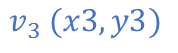 v₃ (x3, y3)